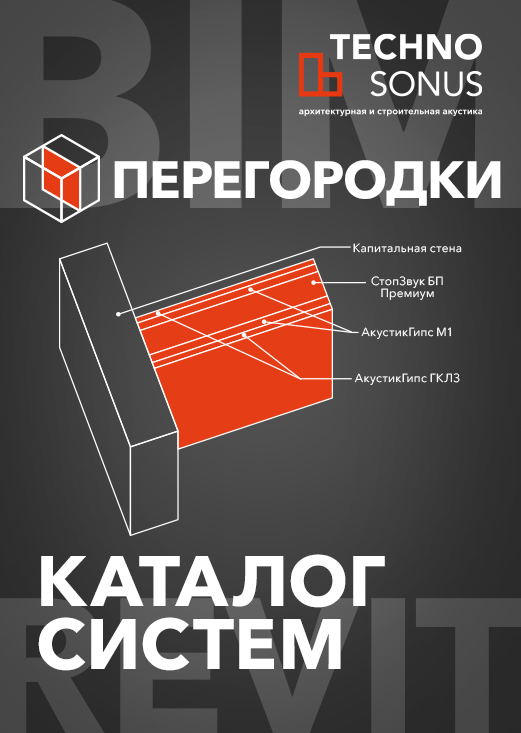 BIM
TECHNO
SONUS
архитектурная и строительная акустика
ПЕРЕГОРОДКИ
Капитальная стена
СтопЗвук БП
Премиум
АкустикГипс М1
АкустикГипс ГКЛЗ
КАТАЛОГ
СИСТЕМ
REVIT